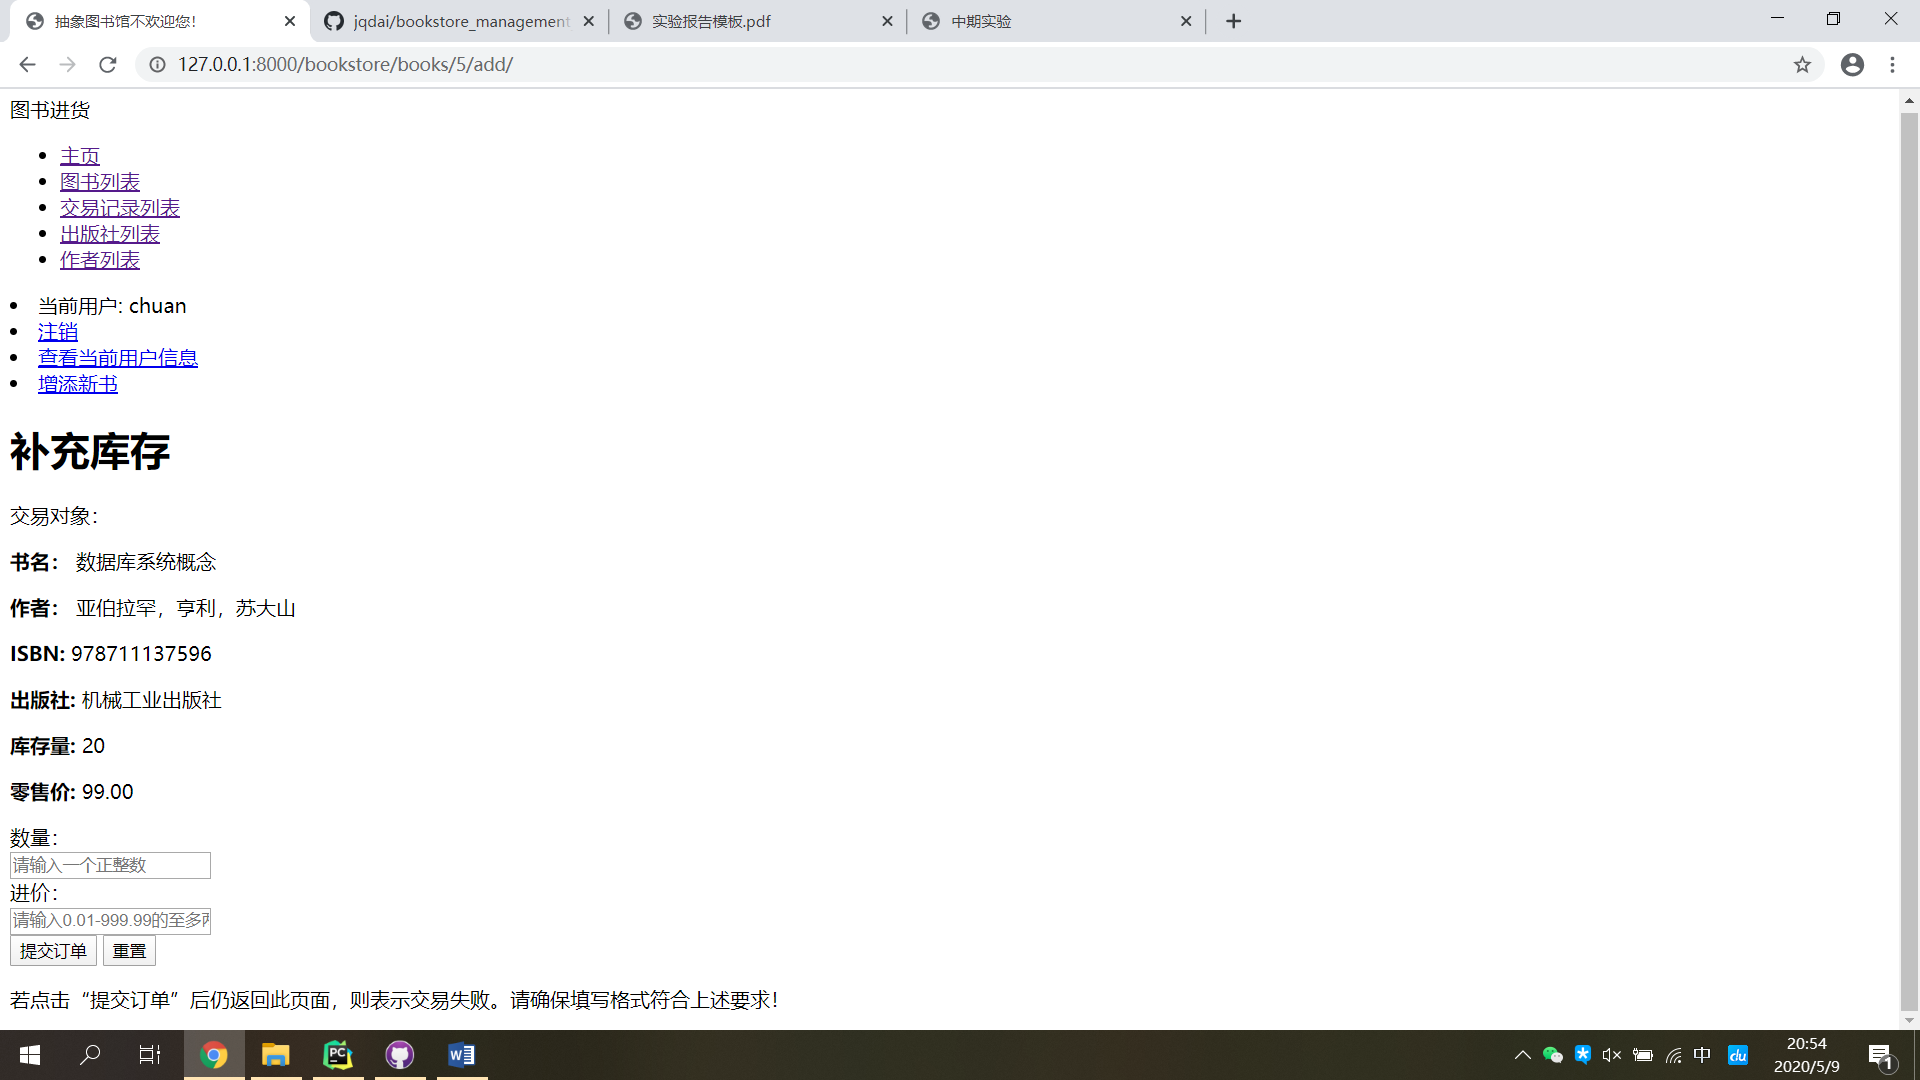 抽象图书馆不欢迎您!
jqdai/bookstore_management
实验报告模板.pdf
中期实验
127.0.0.1:8000/bookstore/books/5/add/
图书进货
主页
图书列表
交易记录列表
出版社列表
作者列表
当前用户: chuan
注销
查看当前用户信息
增添新书
补充库存
交易对象：
书名： 数据库系统概念
作者： 亚伯拉罕，亨利，苏大山
ISBN: 978711137596
出版社: 机械工业出版社
库存量: 20
零售价: 99.00
数量：
请输入一个正整数
进价：
请输入0.01-999.99的至多
提交订单 重置
若点击“提交订单”后仍返回此页面，则表示交易失败。请确保填写格式符合上述要求！
PC
W
中
du
20:54
2020/5/9
1